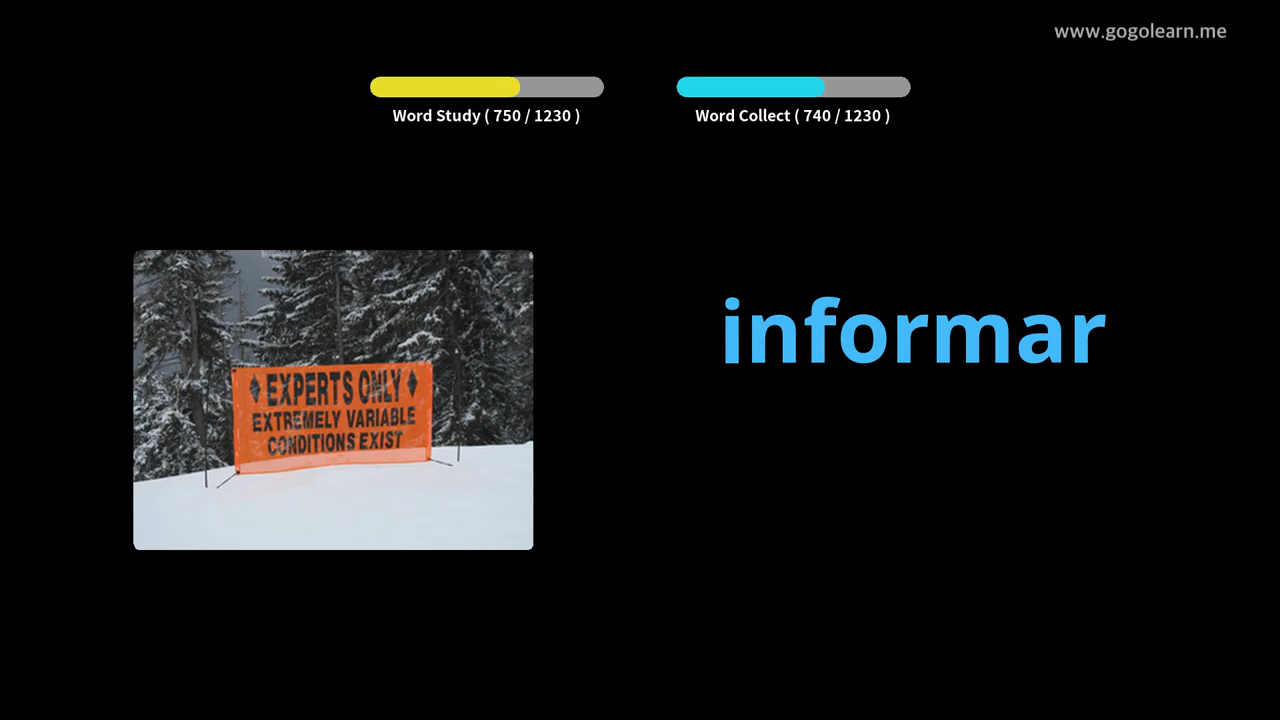 www.gogolearn.me
Word Study ( 750 / 1230 )
Word Collect ( 740 / 1230 )
EXPERTS ONLY
EXTREMELY VARIABLE
CONDITIONS EXIST
informar